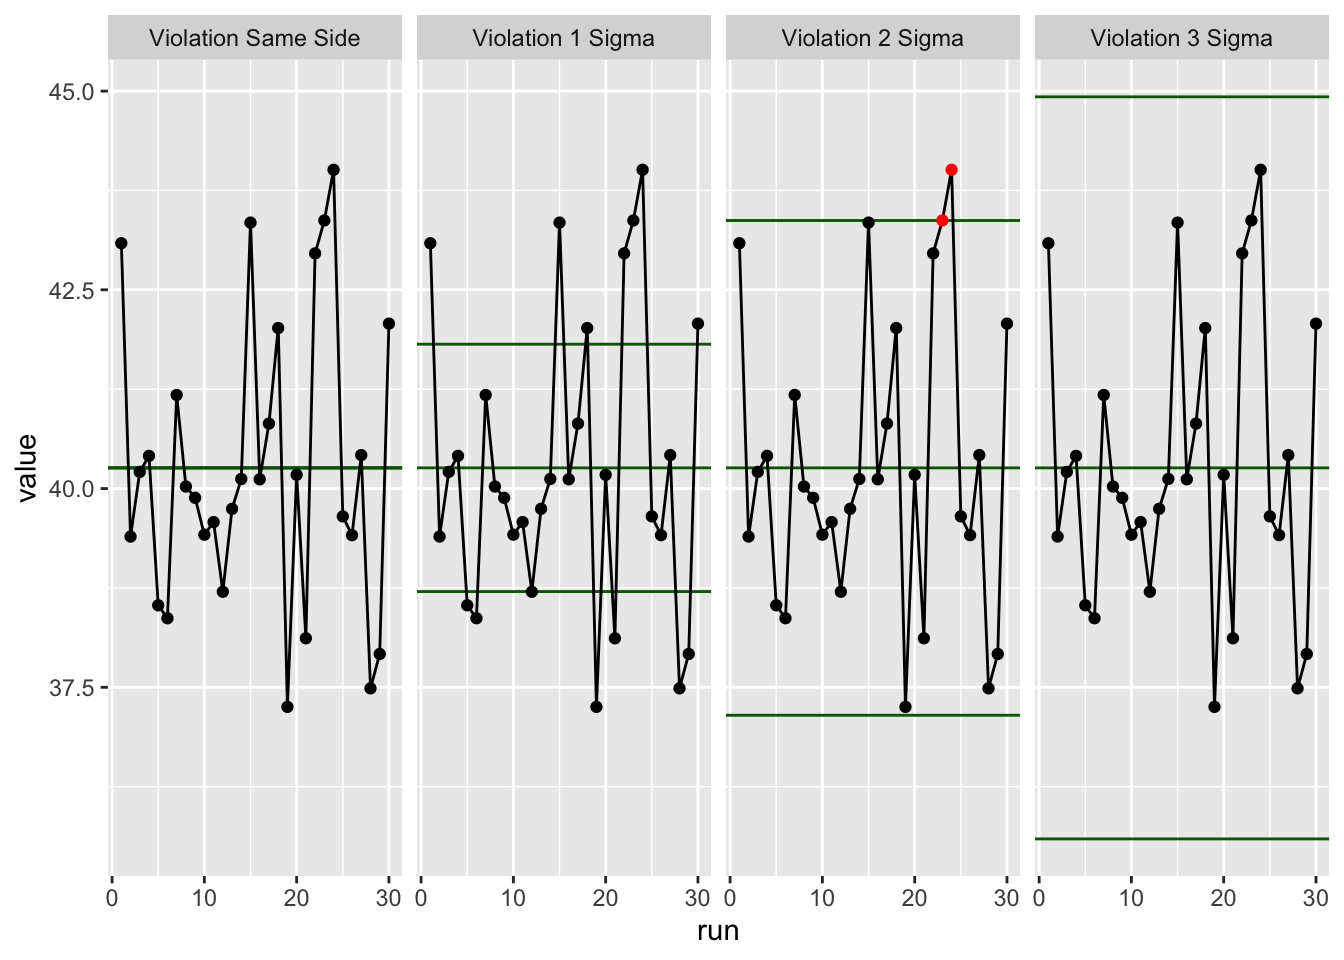 Violation Same Side
Violation 1 Sigma
Violation 2 Sigma
Violation 3 Sigma
value
45.0
42.5
40.0
37.5
0 10 20 30
0 10 20 30
0 10 20 30
0 10 20 30
run